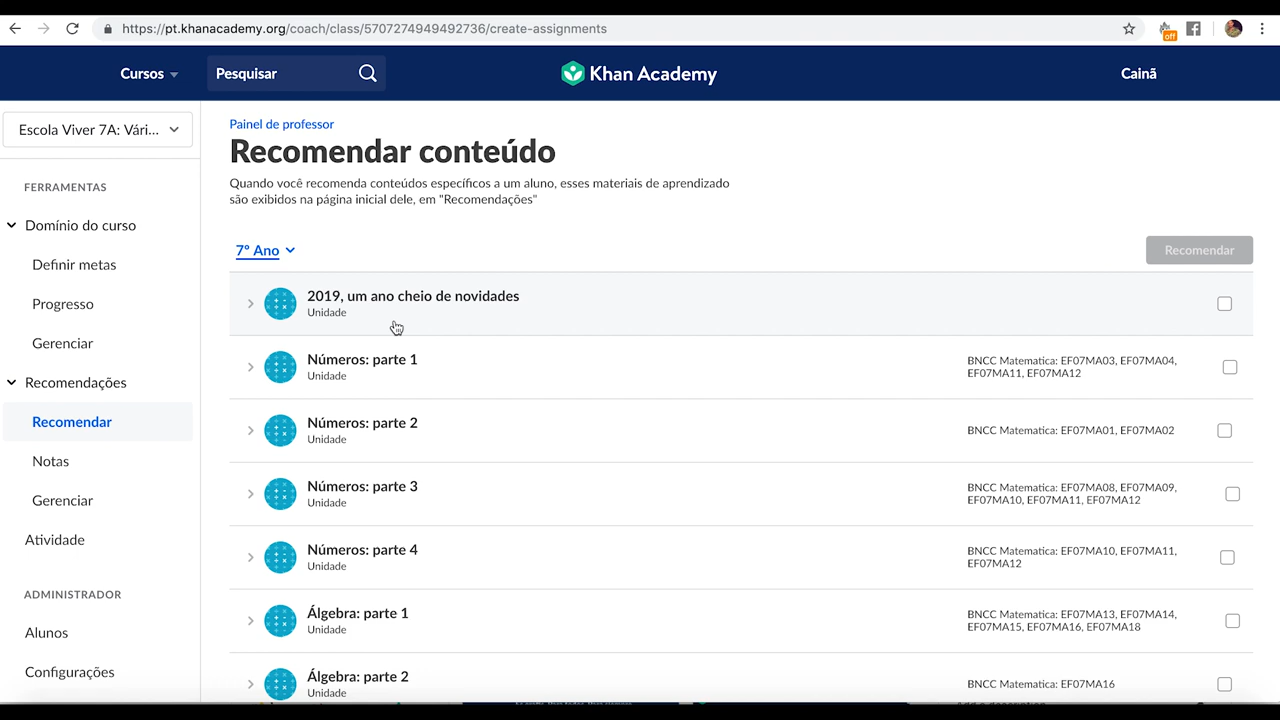 https://pt.khanacademy.org/coach/class/5707274949492736/create-assignments
off
Cursos
Pesquisar
Khan Academy
Cainã
Escola Viver 7A: Vári...
FERRAMENTAS
Domínio do curso
Definir metas
Progresso
Gerenciar
Recomendações
Recomendar
Notas
Gerenciar
Atividade
ADMINISTRADOR
Alunos
Configurações
Painel de professor
Recomendar conteúdo
Quando você recomenda conteúdos específicos a um aluno, esses materiais de aprendizado
são exibidos na página inicial dele, em "Recomendações"
7º Ano
Recomendar
2019, um ano cheio de novidades
Unidade
Números: parte 1
Unidade
BNCC Matematica: EF07MA03, EF07MA04,
EF07MA11, EF07MA12
Números: parte 2
Unidade
BNCC Matematica: EF07MA01, EF07MA02
Números: parte 3
Unidade
BNCC Matematica: EF07MA08, EF07MA09,
EF07MA10, EF07MA11, EF07MA12
Números: parte 4
Unidade
BNCC Matematica: EF07MA10, EF07MA11,
EF07MA12
Álgebra: parte 1
Unidade
BNCC Matematica: EF07MA13, EF07MA14,
EF07MA15, EF07MA16, EF07MA18
Álgebra: parte 2
Unidade
BNCC Matematica: EF07MA16